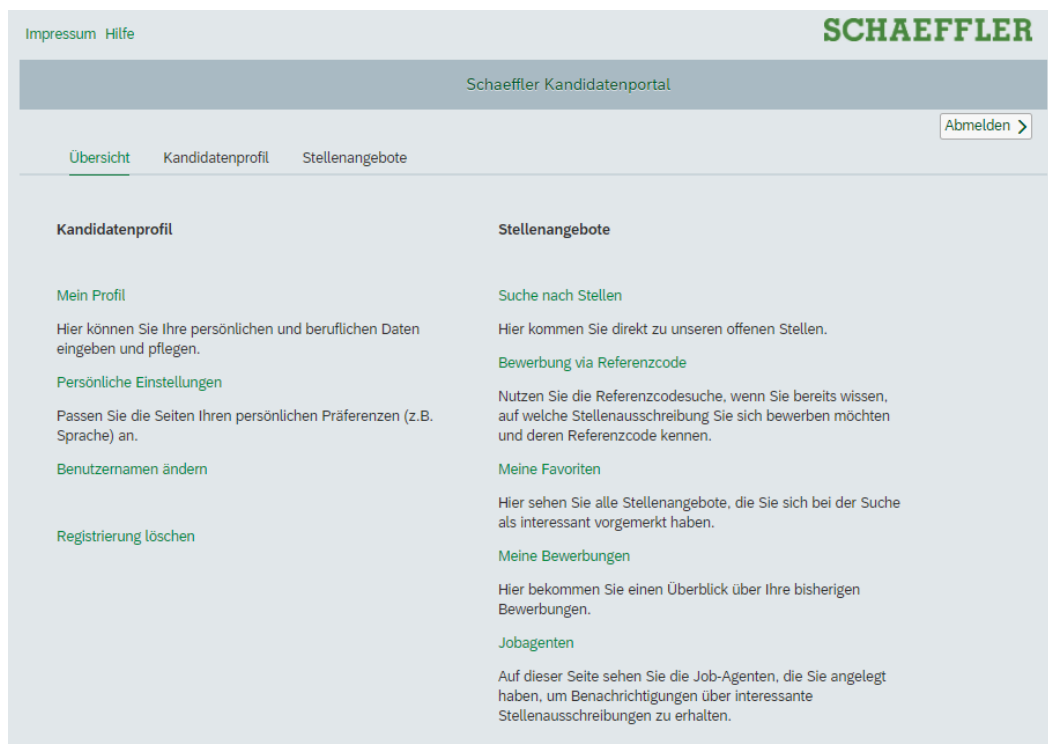 Impressum Hilfe
SCHAEFFLER
Schaeffler Kandidatenportal
Abmelden
Übersicht Kandidatenprofil Stellenangebote
Kandidatenprofil
Mein Profil
Hier können Sie Ihre persönlichen und beruflichen Daten
eingeben und pflegen.
Persönliche Einstellungen
Passen Sie die Seiten Ihren persönlichen Präferenzen (z.B.
Sprache) an.
Benutzernamen ändern
Registrierung löschen
Stellenangebote
Suche nach Stellen
Hier kommen Sie direkt zu unseren offenen Stellen.
Bewerbung via Referenzcode
Nutzen Sie die Referenzcodesuche, wenn Sie bereits wissen,
auf welche Stellenausschreibung Sie sich bewerben möchten
und deren Referenzcode kennen.
Meine Favoriten
Hier sehen Sie alle Stellenangebote, die Sie sich bei der Suche
als interessant vorgemerkt haben.
Meine Bewerbungen
Hier bekommen Sie einen Überblick über Ihre bisherigen
Bewerbungen.
Jobagenten
Auf dieser Seite sehen Sie die Job-Agenten, die Sie angelegt
haben, um Benachrichtigungen über interessante
Stellenausschreibungen zu erhalten.